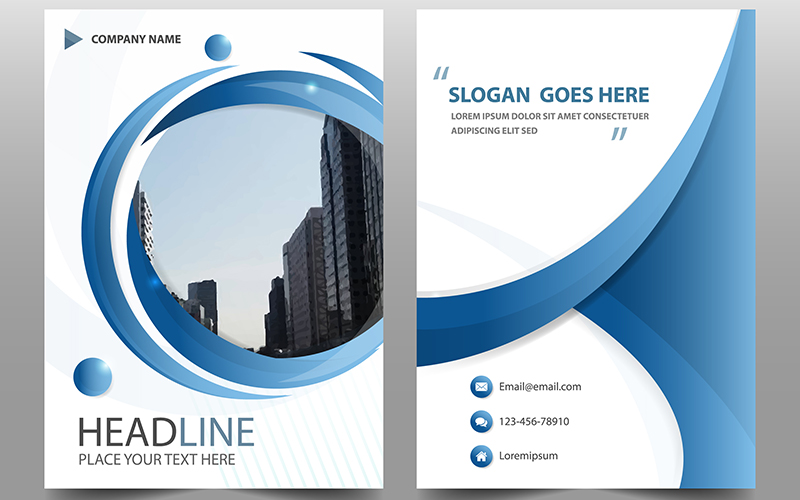 COMPANY NAME
HEADLINE
PLACE YOUR TEXT HERE
"
SLOGAN GOES HERE
LOREM IPSUM DOLOR SIT AMET CONSECTETUER
ADIPISCING ELIT SED
"
Email@email.com
123-456-78910
Loremipsum